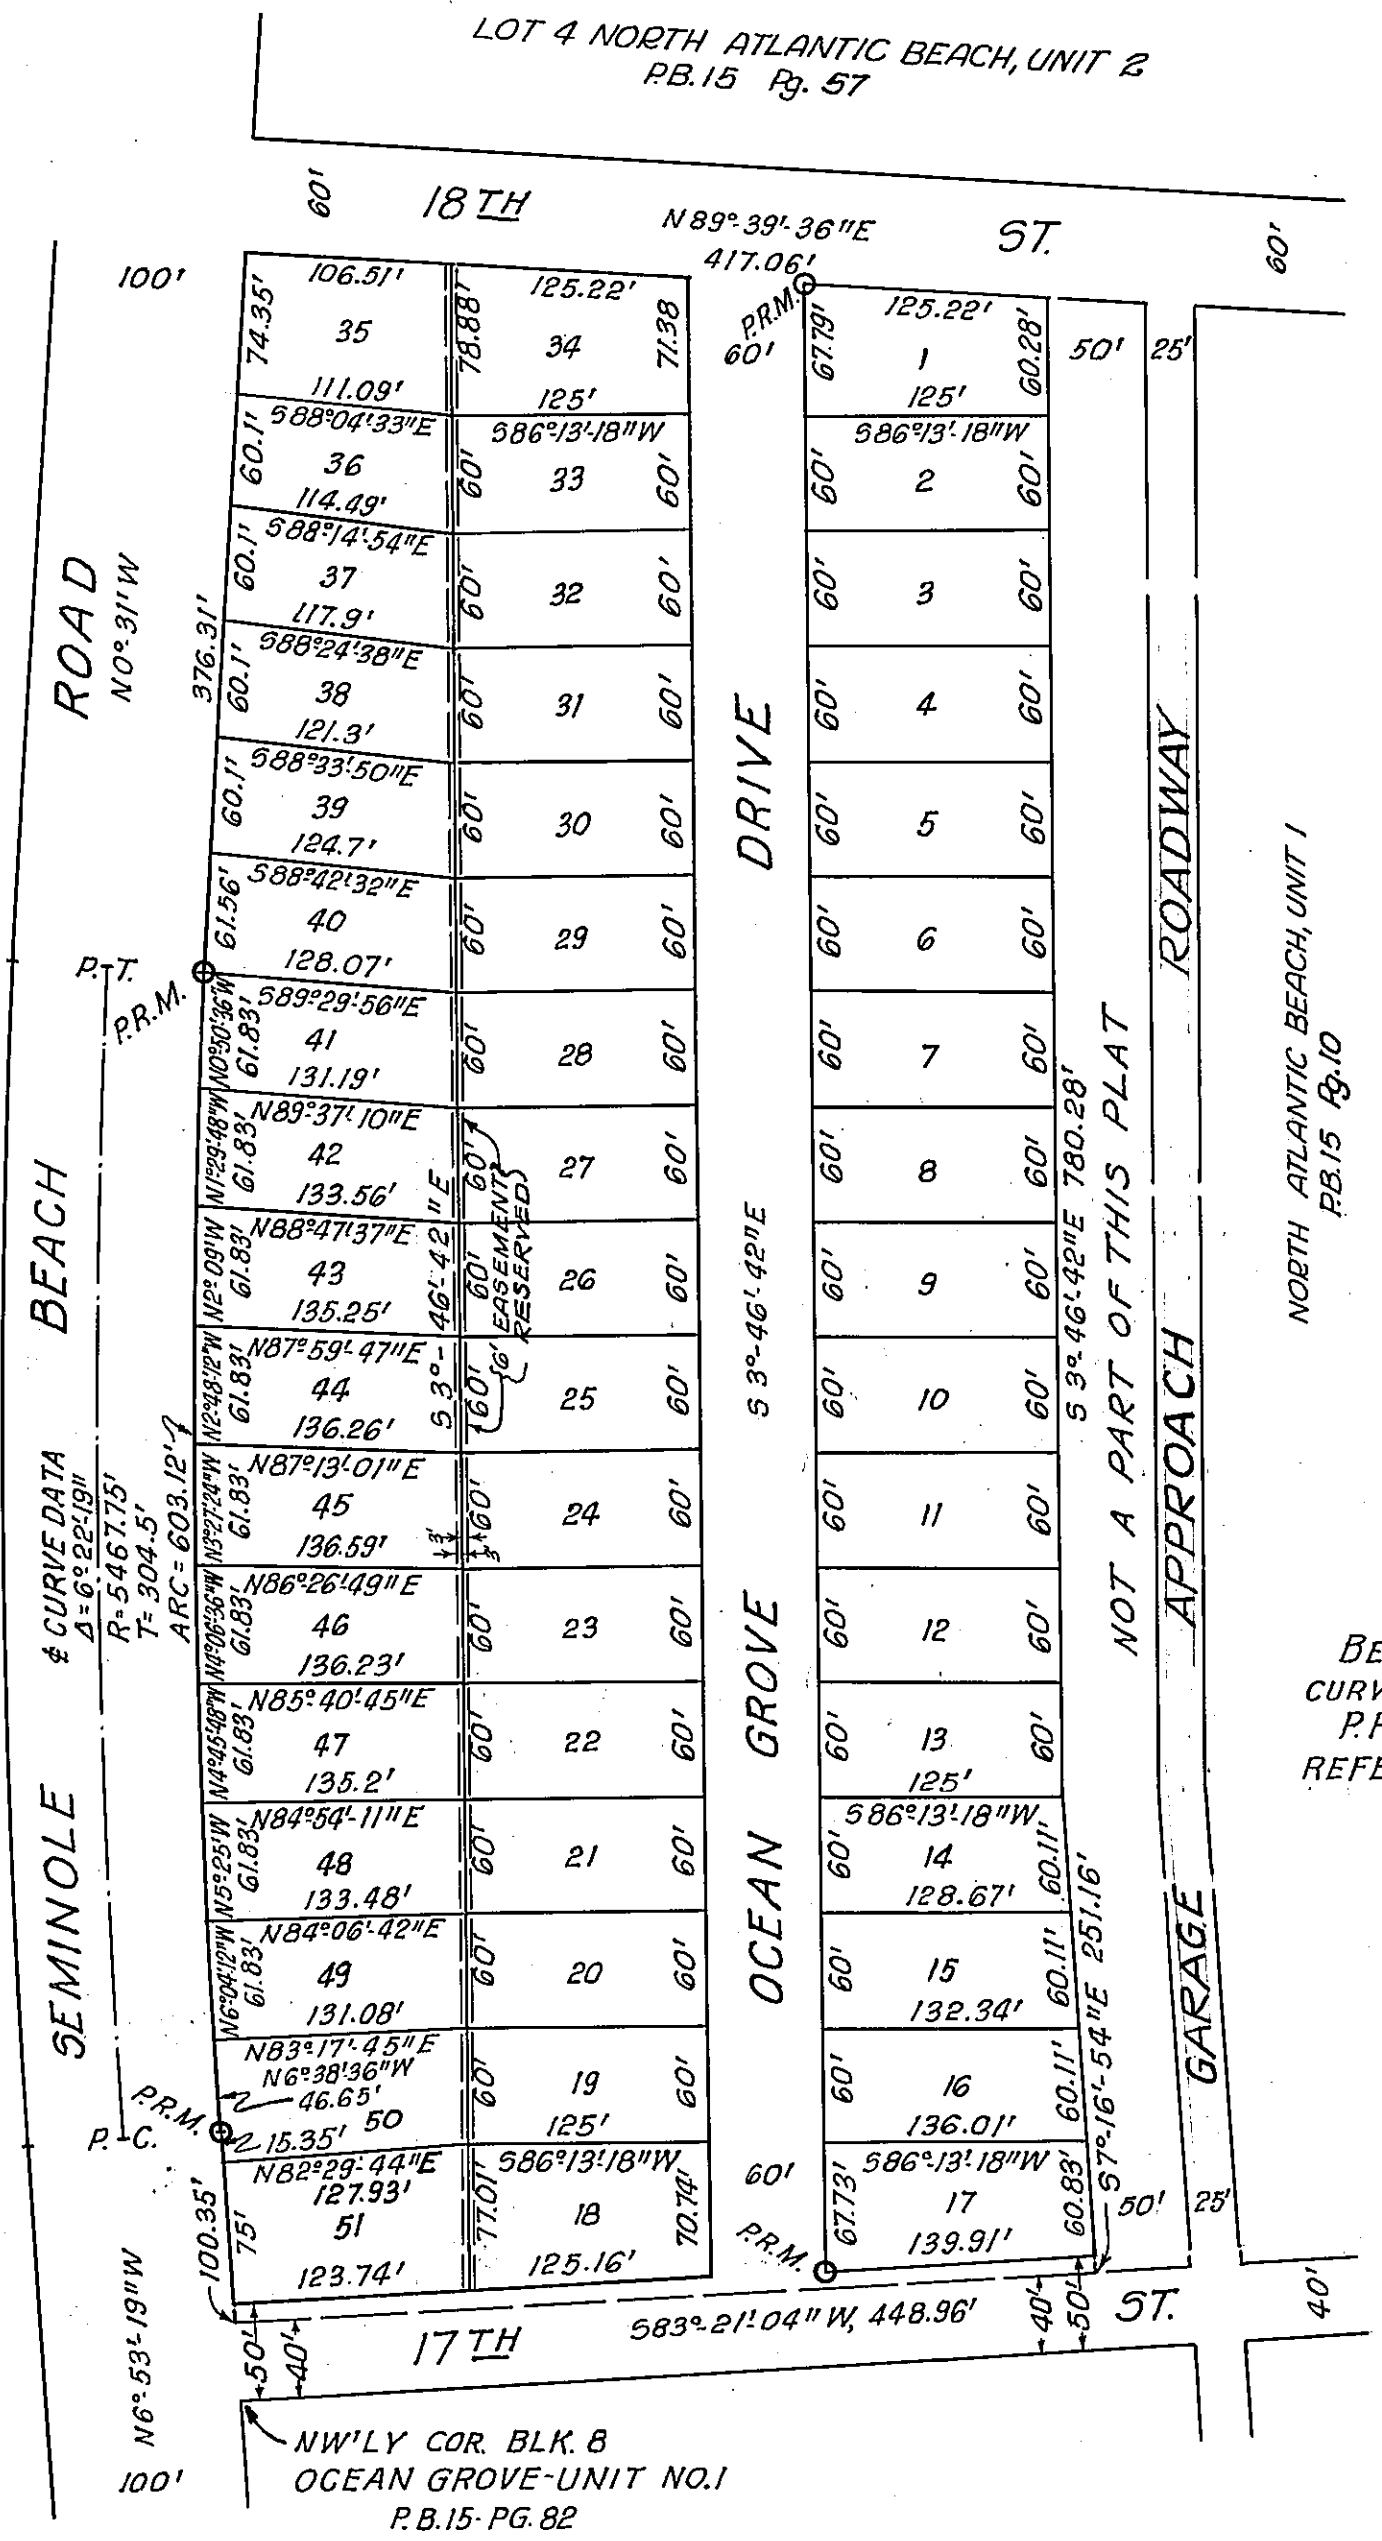 LOT 4 NORTH ATLANTIC BEACH, UNIT 2
P.B. 15 Pg. 57
60'
18 TH
N 89°-39'-36" E
417.06'
ST.
60'
100'
106.51'
125.22'
P.R.M.
125.22'
74.35'
35
78.88'
34
71.38
60'
67.79'
1
60.28'
50'
25'
111.09'
125'
125'
S88°04'33"E
S86°13'-18"W
S86°13'-18"W
60.1'
36
60'
33
60'
60'
2
60'
114.49'
S88°14'-54"E
60.1'
37
60'
32
60'
60'
3
60'
117.9'
ROAD
N0°-31' W
376.31'
S88°24'-38"E
60.1'
38
60'
31
60'
60'
4
60'
121.3'
DRIVE
S88°33'-50"E
60.1'
39
60'
30
60'
60'
5
60'
124.7'
ROADWAY
S88°42'32"E
61.56'
40
60'
29
60'
60'
6
60'
128.07'
NORTH ATLANTIC BEACH, UNIT 1
P.B. 15 Pg. 10
P.T.
P.R.M.
N0°50'36"W
61.83'
S89°29'-56"E
41
60'
28
60'
60'
7
60'
131.19'
N1°29'48"W
61.83'
N89°37'-10"E
42
60'
27
60'
60'
8
60'
133.56'
S 3°-46'-42"E 780.28'
NOT A PART OF THIS PLAT
BEACH
N2°09'W
61.83'
N88°47'37"E
43
S 3°-46'-42"E
60'
6' EASEMENT
RESERVED
26
60'
S 3°-46'-42"E
60'
9
60'
135.25'
N2°48'12"W
61.83'
N87°59'-47"E
44
60'
25
60'
60'
10
60'
136.26'
APPROACH
₵ CURVE DATA
Δ=6°22'-19"
R=5467.75'
T=304.5'
ARC=603.12'
N3°27'24"W
61.83'
N87°13'-01"E
45
60'
24
60'
60'
11
60'
136.59'
3'
3'
N4°06'36"W
61.83'
N86°26'-49"E
46
60'
23
60'
60'
12
60'
136.23'
GROVE
BE
CURV
REFE
N4°45'48"W
61.83'
N85°40'-45"E
47
60'
22
60'
60'
13
60'
135.2'
125'
SEMINOLE
N5°25'W
61.83'
N84°54'-11"E
48
60'
21
60'
S86°13'-18"W
60'
14
60.11'
133.48'
128.67'
OCEAN
N6°04'12"W
61.83'
N84°06'-42"E
49
60'
20
60'
60'
15
60.11'
131.08'
132.34'
S7°-16'-54"E 251.16'
GARAGE
N83°17'-45"E
N6°38'36"W
46.65'
60'
19
60'
60'
16
60.11'
P.R.M.
P.C.
15.35'
50
125'
136.01'
N82°29'-44"E
127.93'
S86°13'18"W
60'
S86°-13'-18"W
100.35'
75'
51
77.01'
18
70.74'
67.73'
17
60.83'
50'
25'
123.74'
125.16'
P.R.M.
139.91'
N6°-53'-19"W
50'
40'
17 TH
S83°-21'-04" W, 448.96'
40'
50'
ST.
40'
NW'LY COR. BLK. 8
100'
OCEAN GROVE-UNIT NO.1
P.B. 15-PG. 82